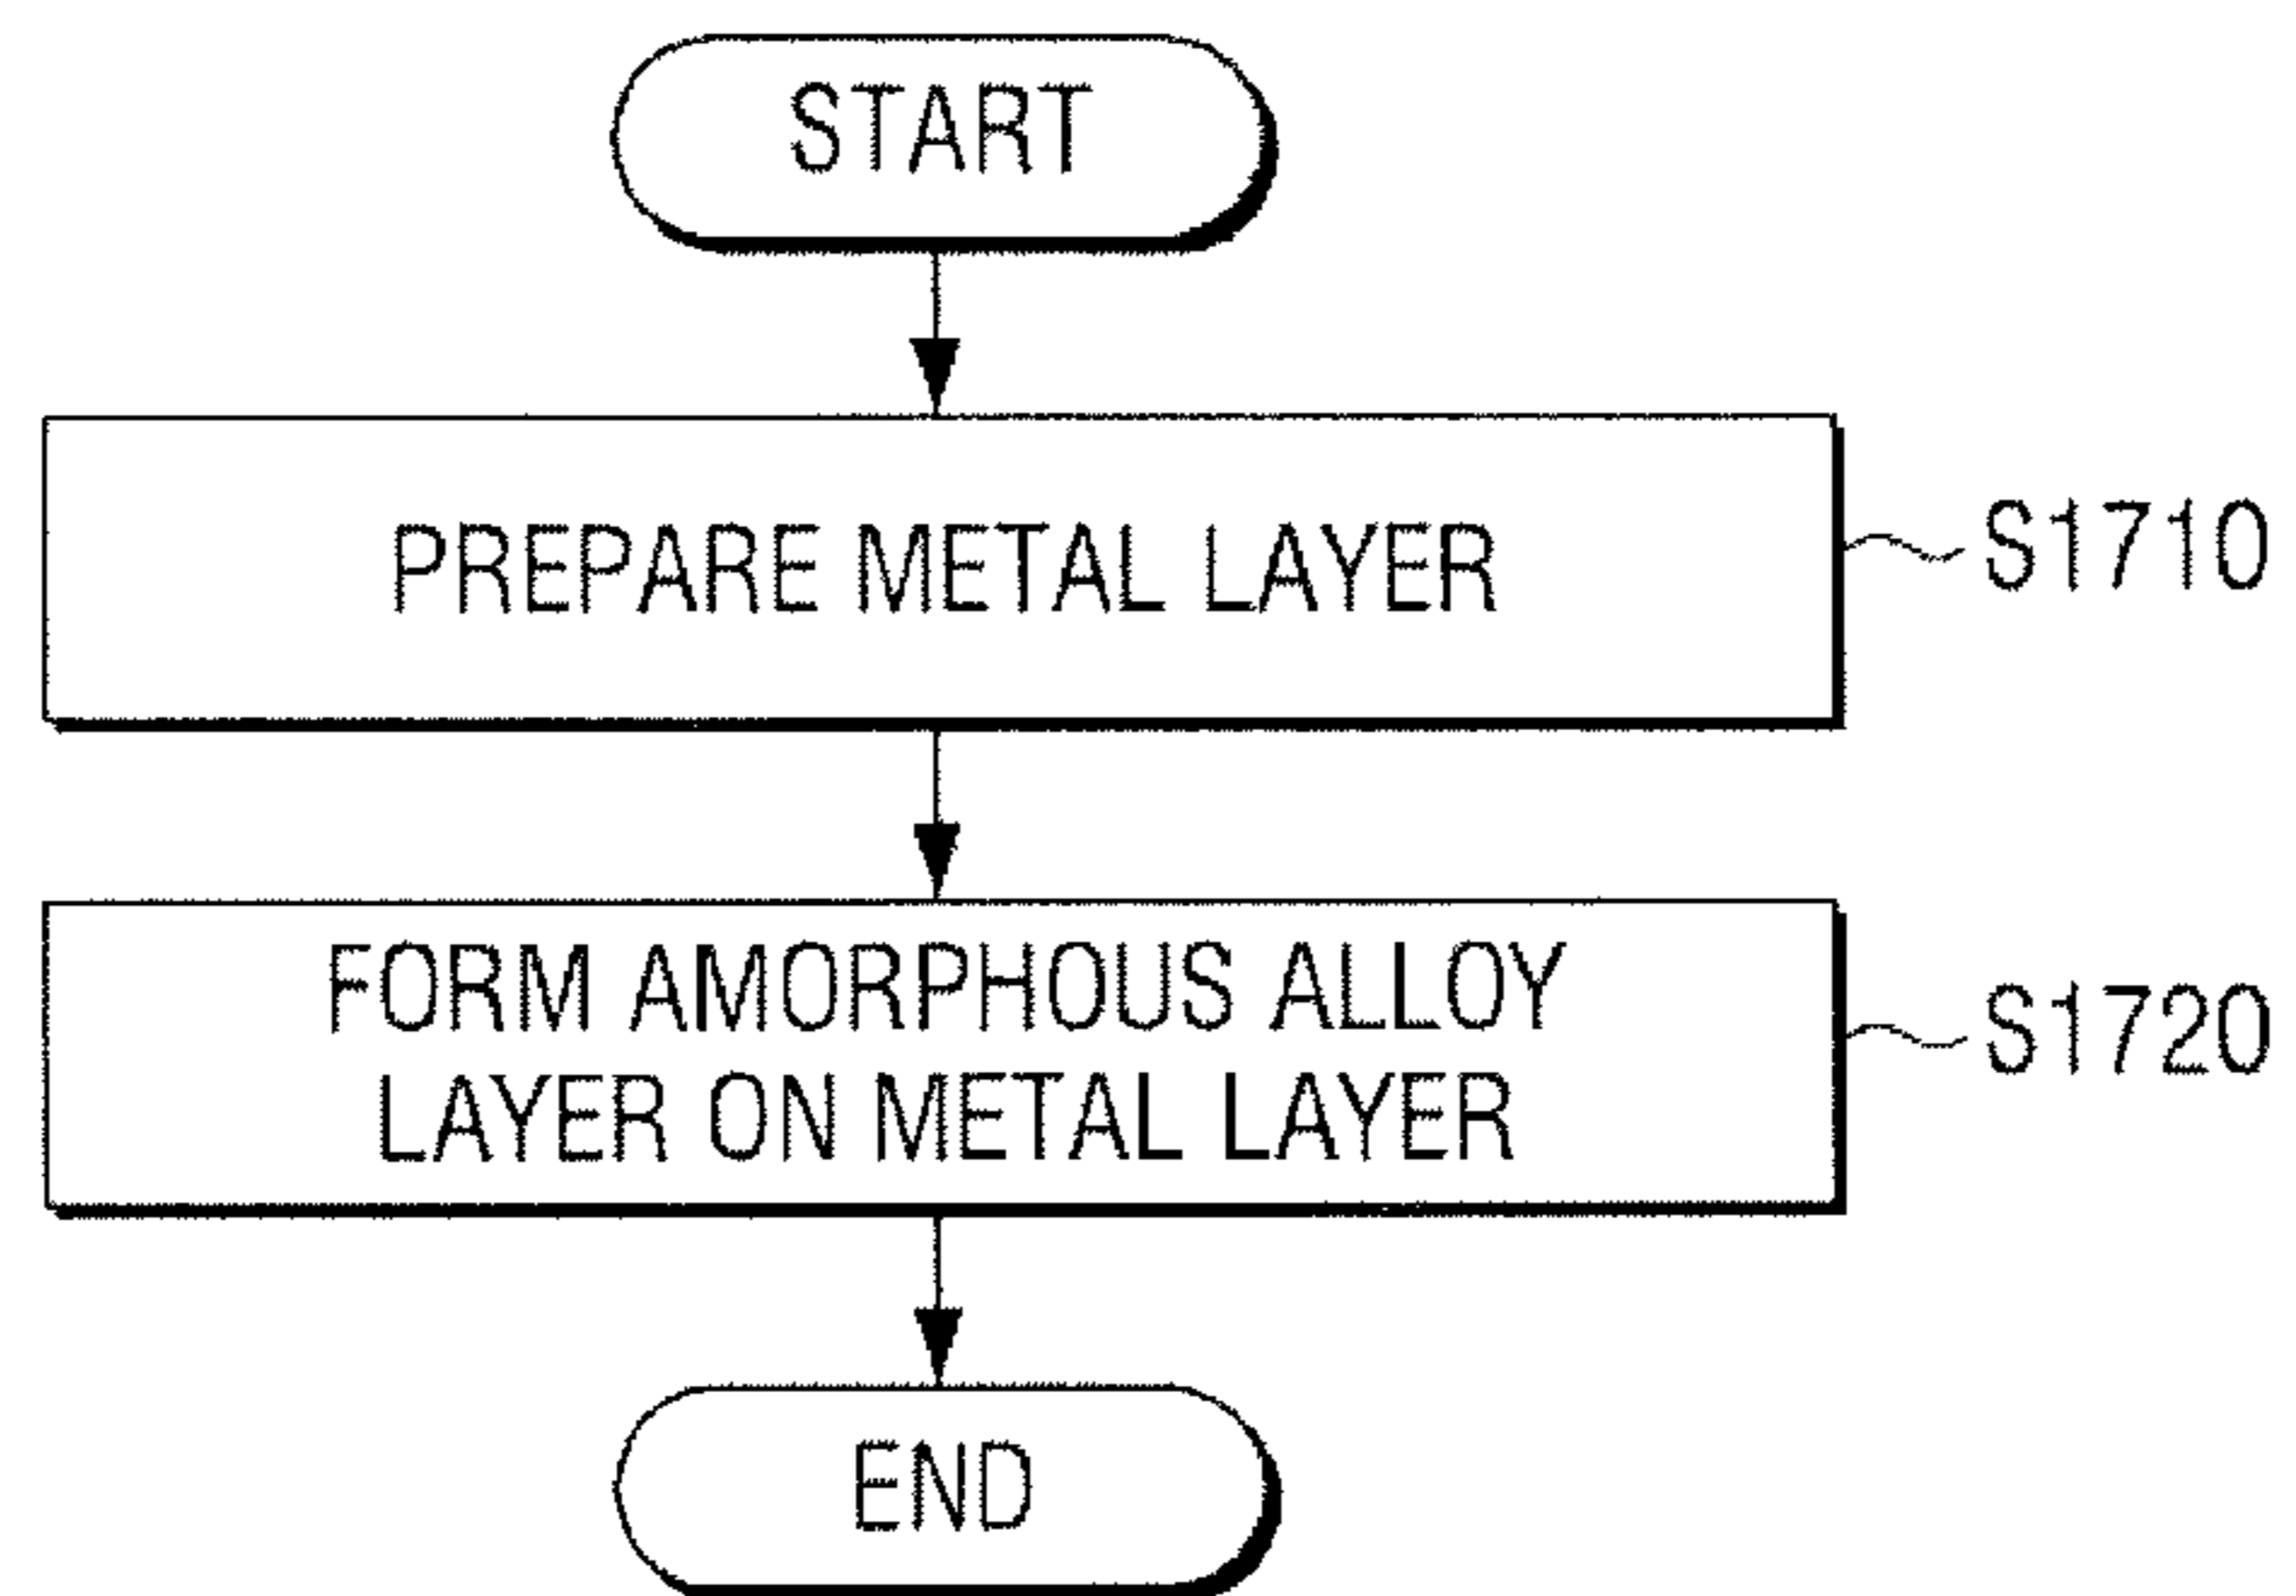 START
PREPARE METAL LAYER
S1710
FORM AMORPHOUS ALLOY
LAYER ON METAL LAYER
S1720
END